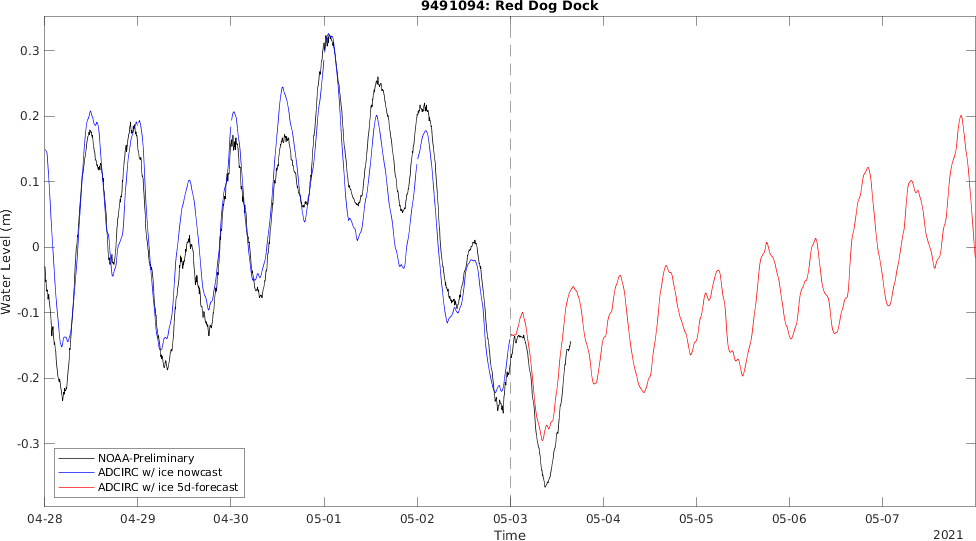 9491094: Red Dog Dock
Water Level (m)
0.3
0.2
0.1
0
-0.1
-0.2
-0.3
NOAA-Preliminary
ADCIRC w/ ice nowcast
ADCIRC w/ ice 5d-forecast
04-28 04-29 04-30 05-01 05-02 05-03 05-04 05-05 05-06 05-07
Time
2021